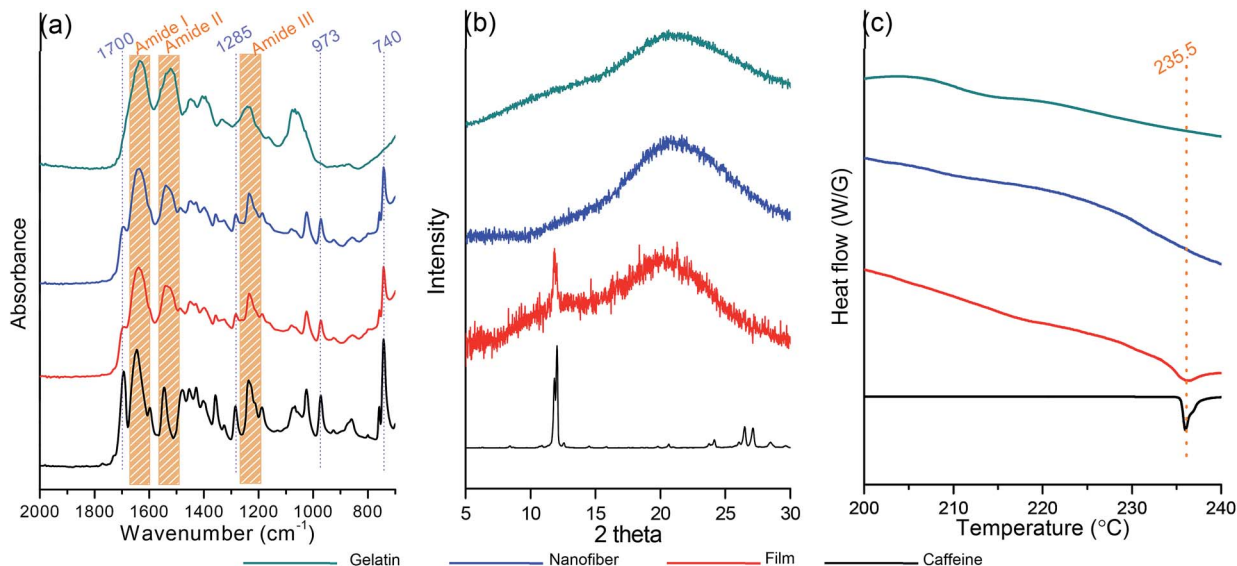 (a)
1700
Amide I
Amide II
1285
Amide III
973
740
Absorbance
2000 1800 1600 1400 1200 1000 800
Wavenumber (cm-1)
(b)
Intensity
5 10 15 20 25 30
2 theta
(c)
235.5
Heat flow (W/G)
200 210 220 230 240
Temperature (°C)
Gelatin Nanofiber Film Caffeine